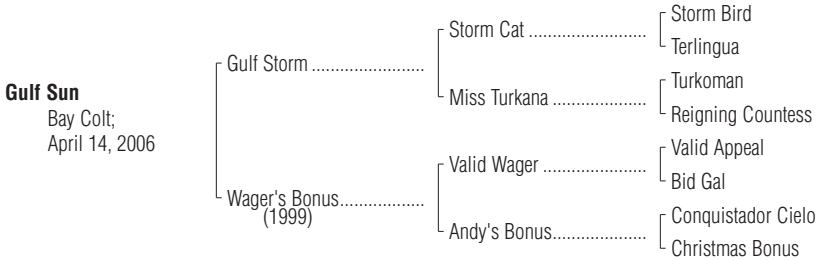 Gulf Sun
Bay Colt;
April 14, 2006
Gulf Storm ........................
Wager's Bonus..................
(1999)
Storm Cat .........................
Miss Turkana ....................
Valid Wager ......................
Andy's Bonus....................
Storm Bird
Terlingua
Turkoman
Reigning Countess
Valid Appeal
Bid Gal
Conquistador Cielo
Christmas Bonus